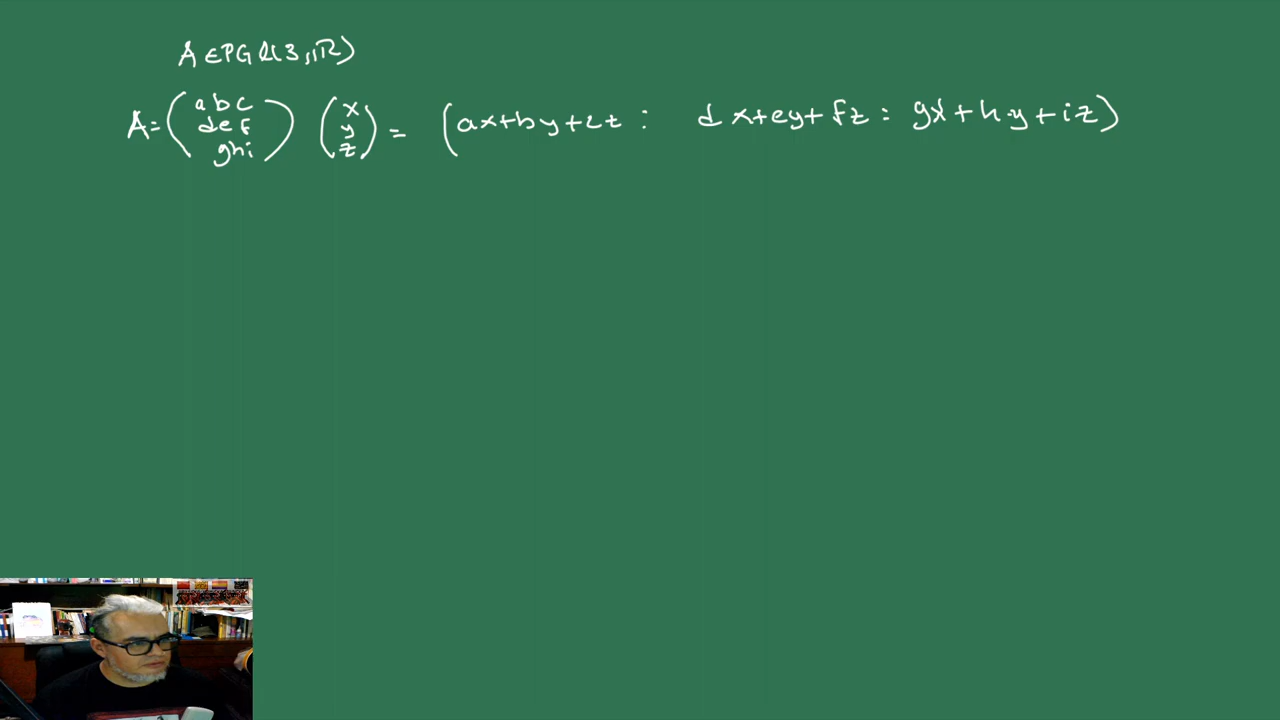 A ∈ PGL(3, ℝ)
A = ( a b c ) ( x ) = (ax+by+cz : dx+ey+fz : gx+hy+iz)
d e f y
g h i z